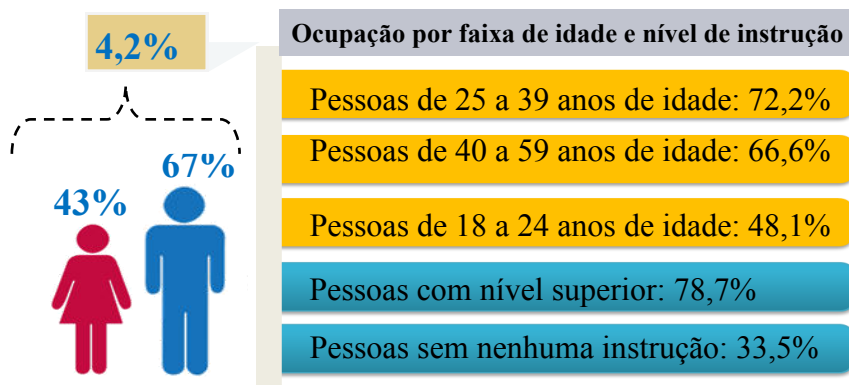 4,2%
67%
43%
Ocupação por faixa de idade e nível de instrução
Pessoas de 25 a 39 anos de idade: 72,2%
Pessoas de 40 a 59 anos de idade: 66,6%
Pessoas de 18 a 24 anos de idade: 48,1%
Pessoas com nível superior: 78,7%
Pessoas sem nenhuma instrução: 33,5%